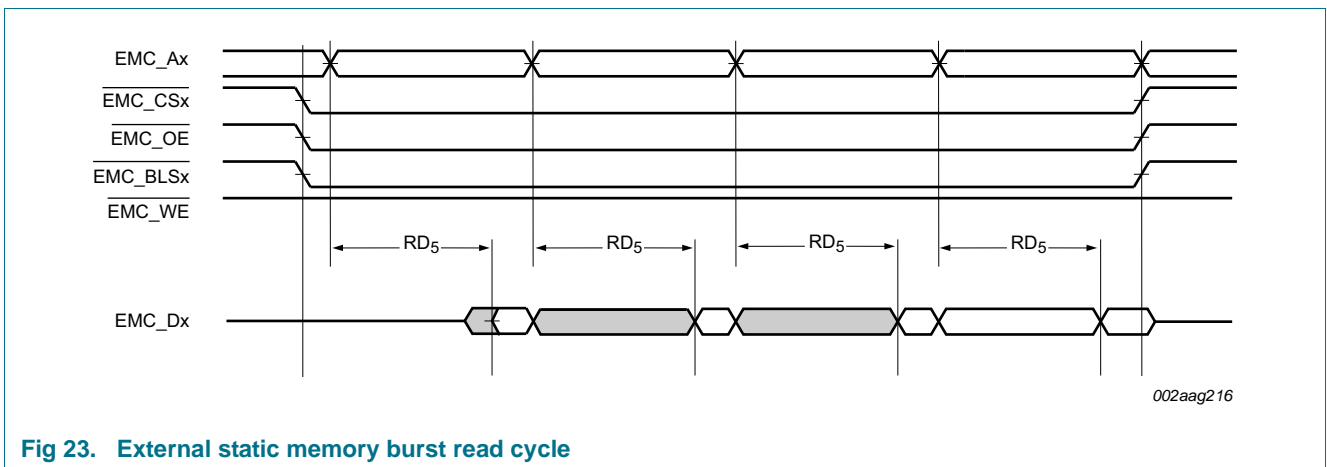 EMC_Ax
EMC_CSx
EMC_OE
EMC_BLSx
EMC_WE
RD5 RD5 RD5 RD5
EMC_Dx
002aag216
Fig 23. External static memory burst read cycle